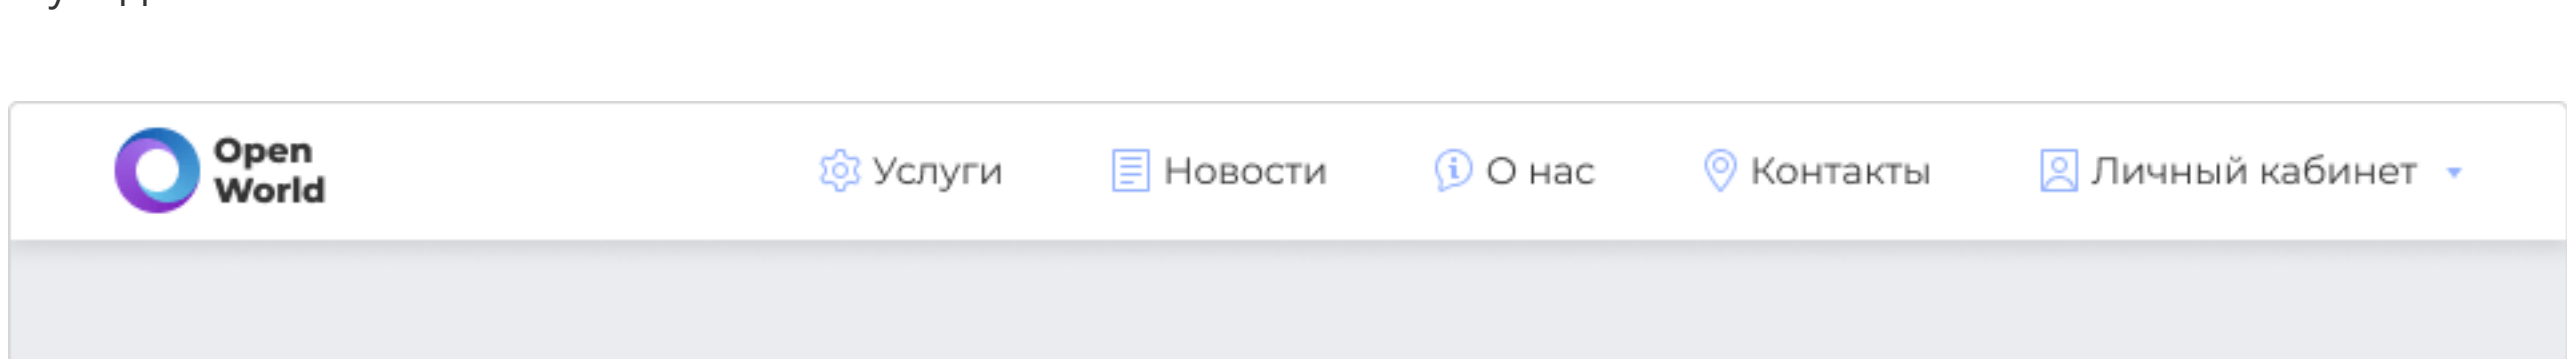 Open
World
Услуги
Новости
О нас
Контакты
Личный кабинет